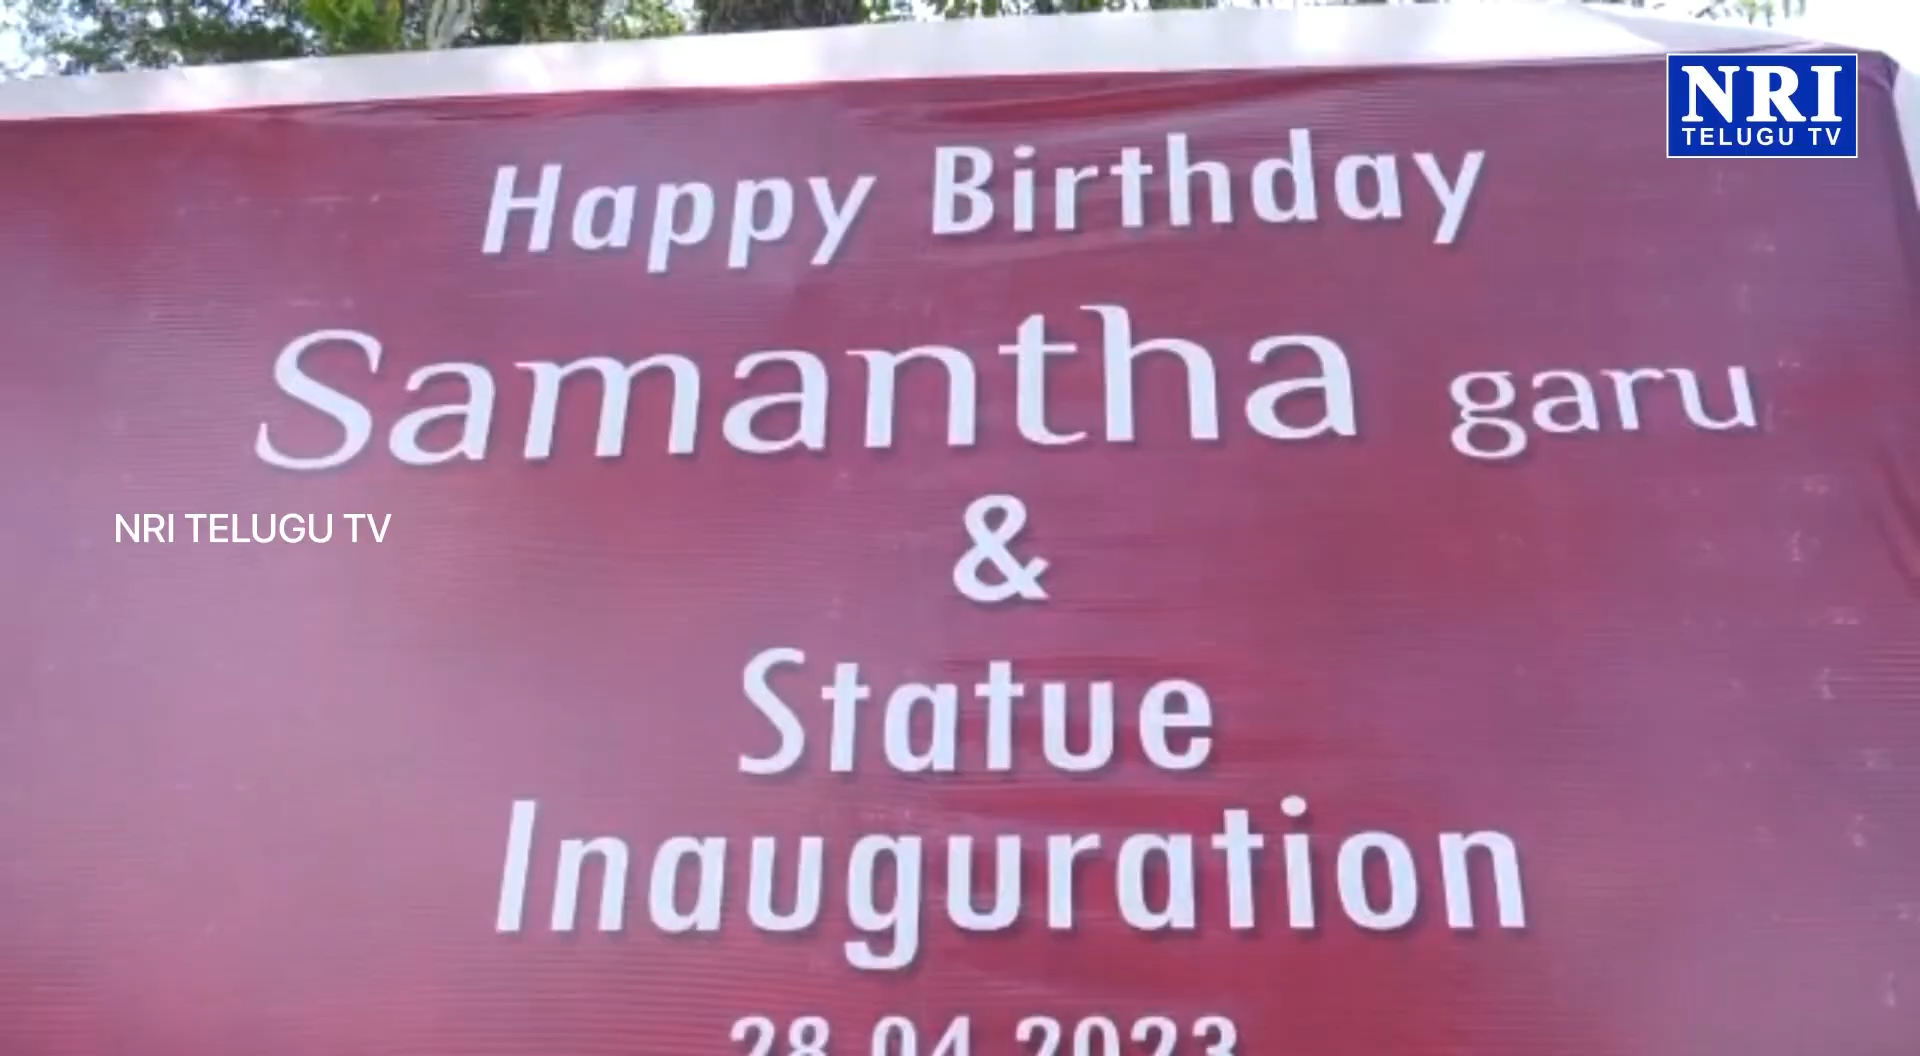 NRI
TELUGU TV
Happy Birthday
Samantha garu
&
NRI TELUGU TV
Statue
Inauguration
28.04.2023